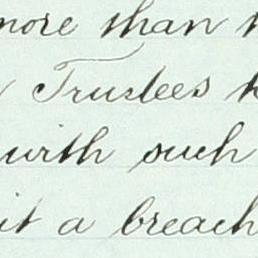 more than
Trustees
with such
it a breach